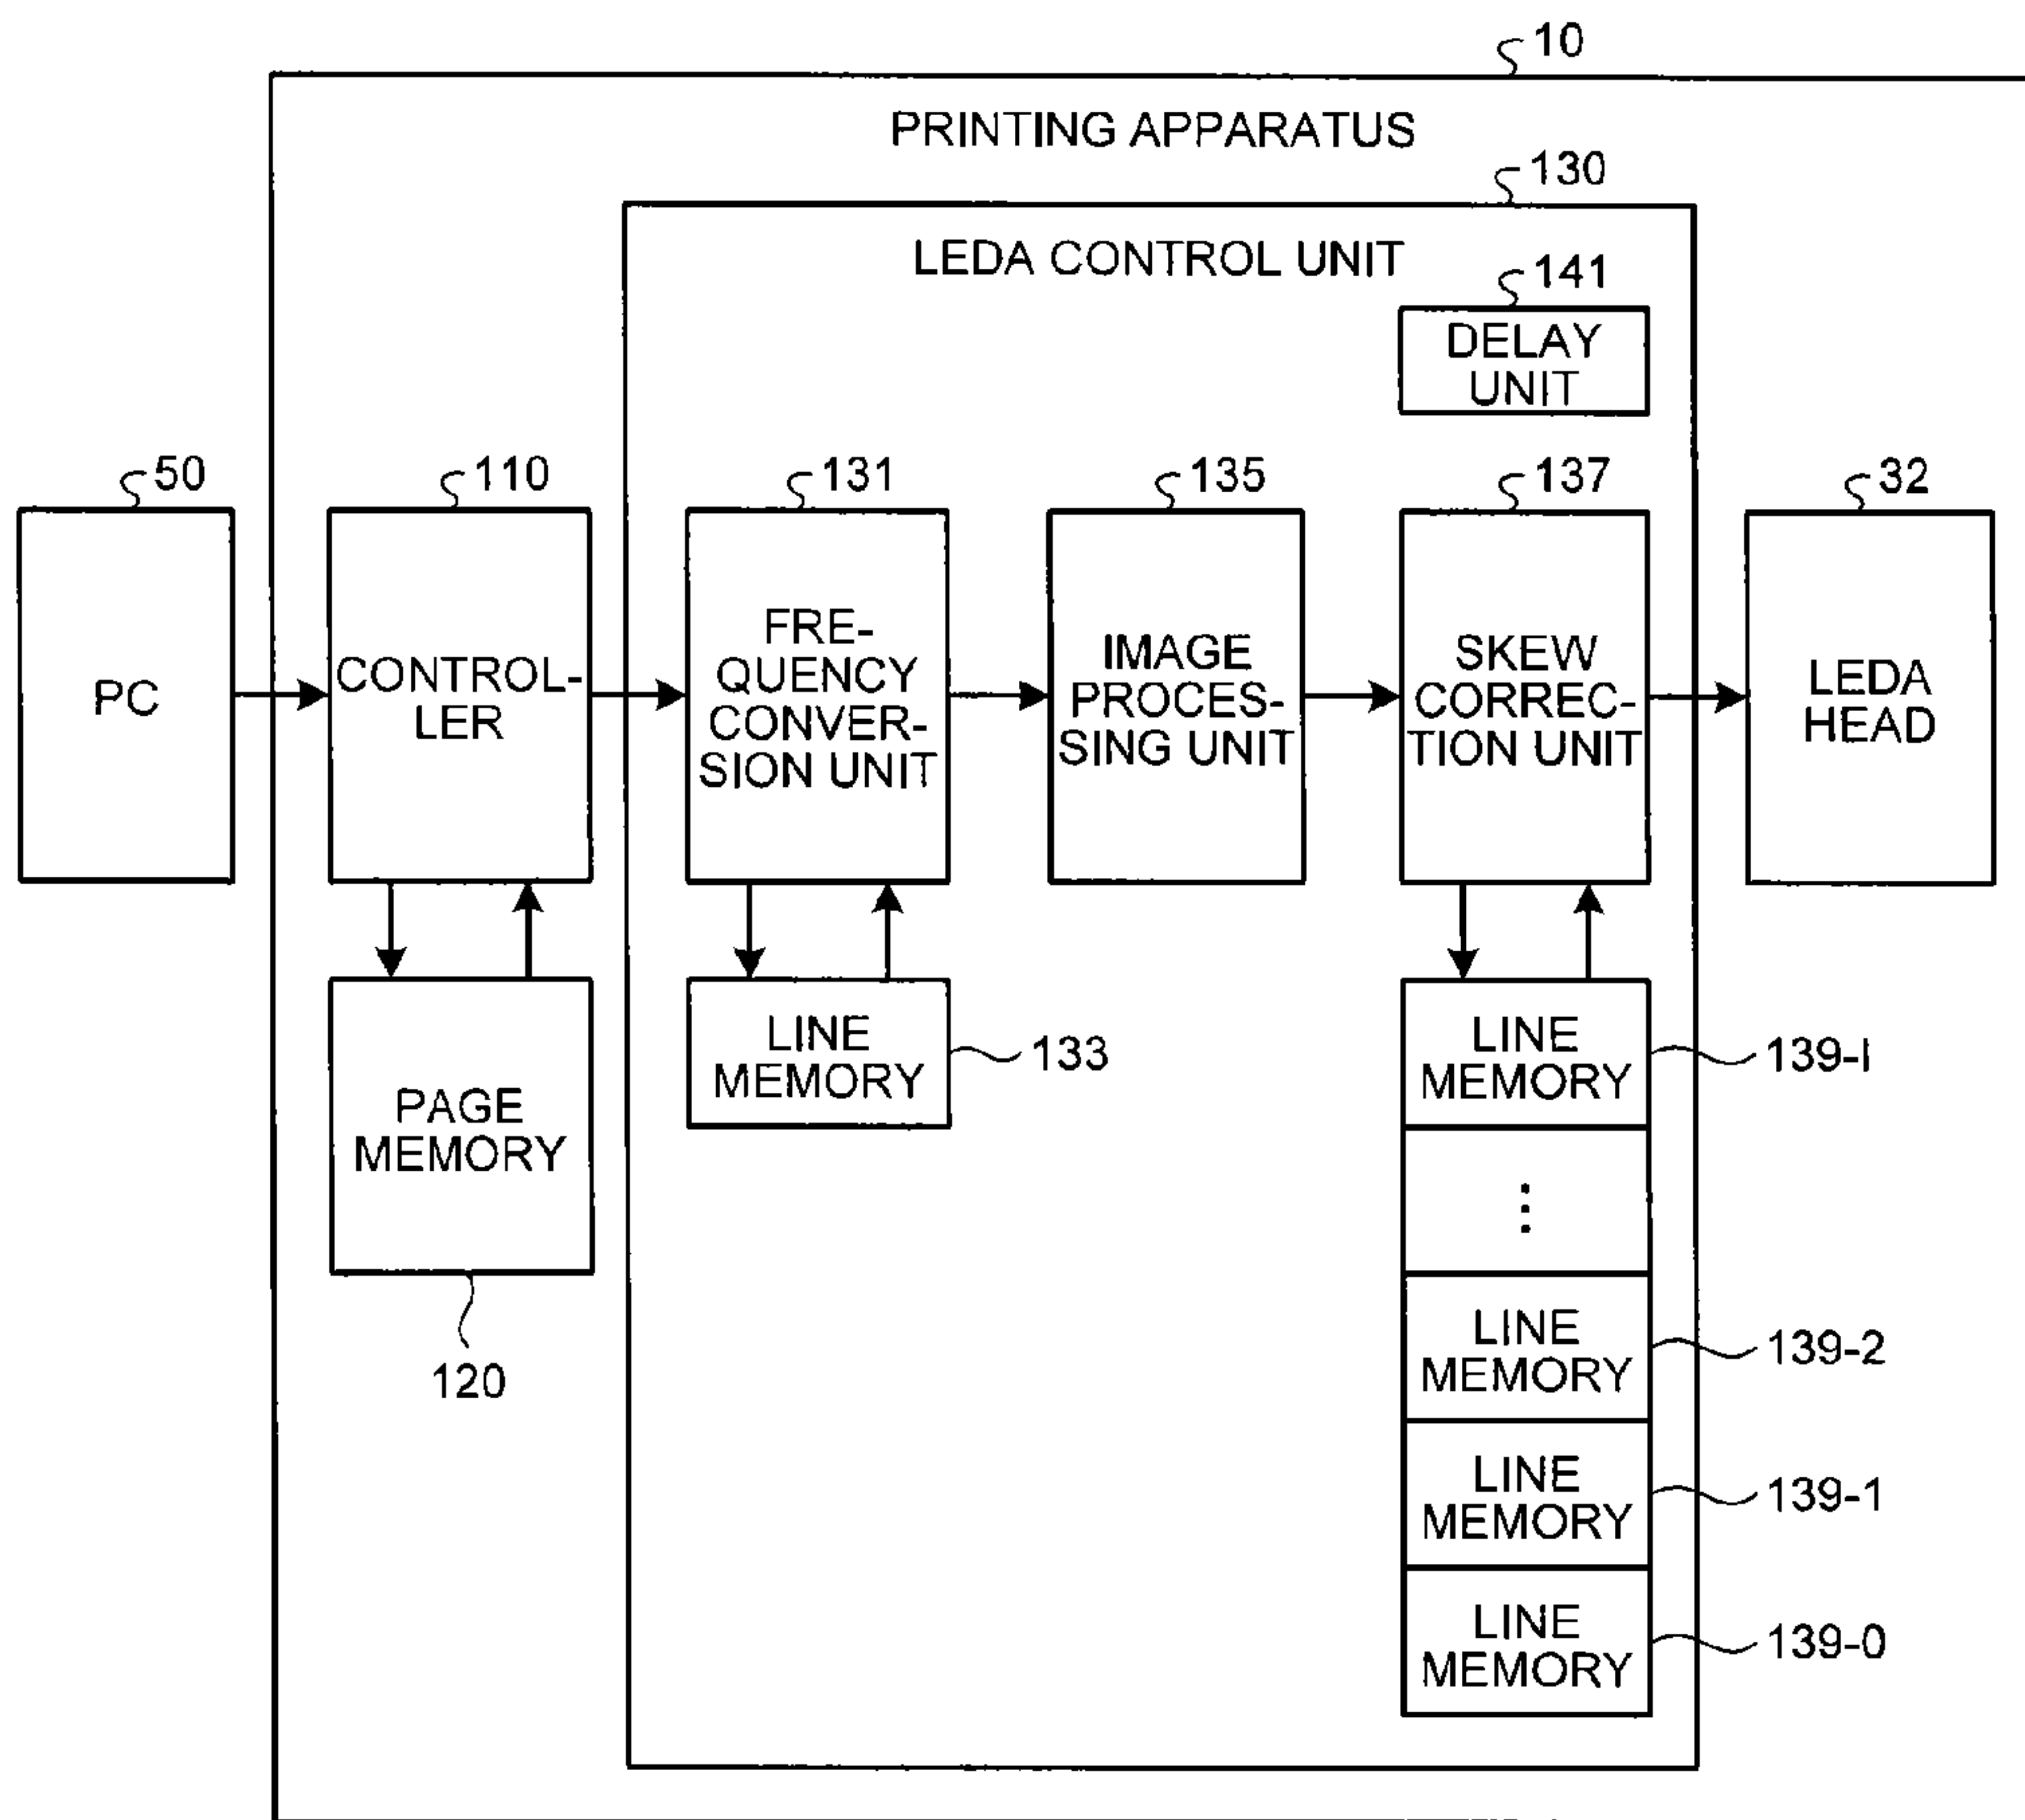 10
PRINTING APPARATUS
130
LEDA CONTROL UNIT
141
DELAY
UNIT
50
110
131
135
137
32
PC
CONTROL-
LER
FRE-
QUENCY
CONVER-
SION UNIT
IMAGE
PROCES-
SING UNIT
SKEW
CORREC-
TION UNIT
LEDA
HEAD
PAGE
MEMORY
120
LINE
MEMORY
133
LINE
MEMORY
139-I
⋮
LINE
MEMORY
139-2
LINE
MEMORY
139-1
LINE
MEMORY
139-0